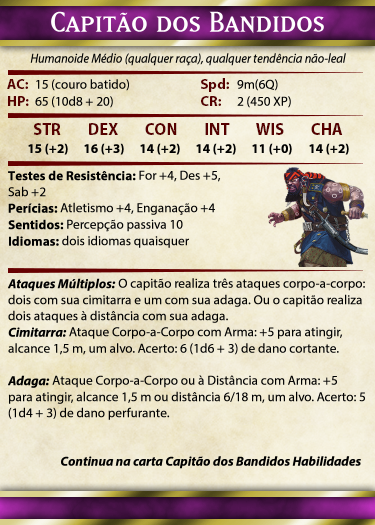 Capitão dos Bandidos
Humanoide Médio (qualquer raça), qualquer tendência não-leal
AC: 15 (couro batido) Spd: 9m(6Q)
HP: 65 (10d8 + 20) CR: 2 (450 XP)
STR DEX CON INT WIS CHA
15 (+2) 16 (+3) 14 (+2) 14 (+2) 11 (+0) 14 (+2)
Testes de Resistência: For +4, Des +5,
Sab +2
Perícias: Atletismo +4, Enganação +4
Sentidos: Percepção passiva 10
Idiomas: dois idiomas quaisquer
Ataques Múltiplos: O capitão realiza três ataques corpo-a-corpo:
dois com sua cimitarra e um com sua adaga. Ou o capitão realiza
dois ataques à distância com sua adaga.
Cimitarra: Ataque Corpo-a-Corpo com Arma: +5 para atingir,
alcance 1,5 m, um alvo. Acerto: 6 (1d6 + 3) de dano cortante.
Adaga: Ataque Corpo-a-Corpo ou à Distância com Arma: +5
para atingir, alcance 1,5 m ou distância 6/18 m, um alvo. Acerto: 5
(1d4 + 3) de dano perfurante.
Continua na carta Capitão dos Bandidos Habilidades